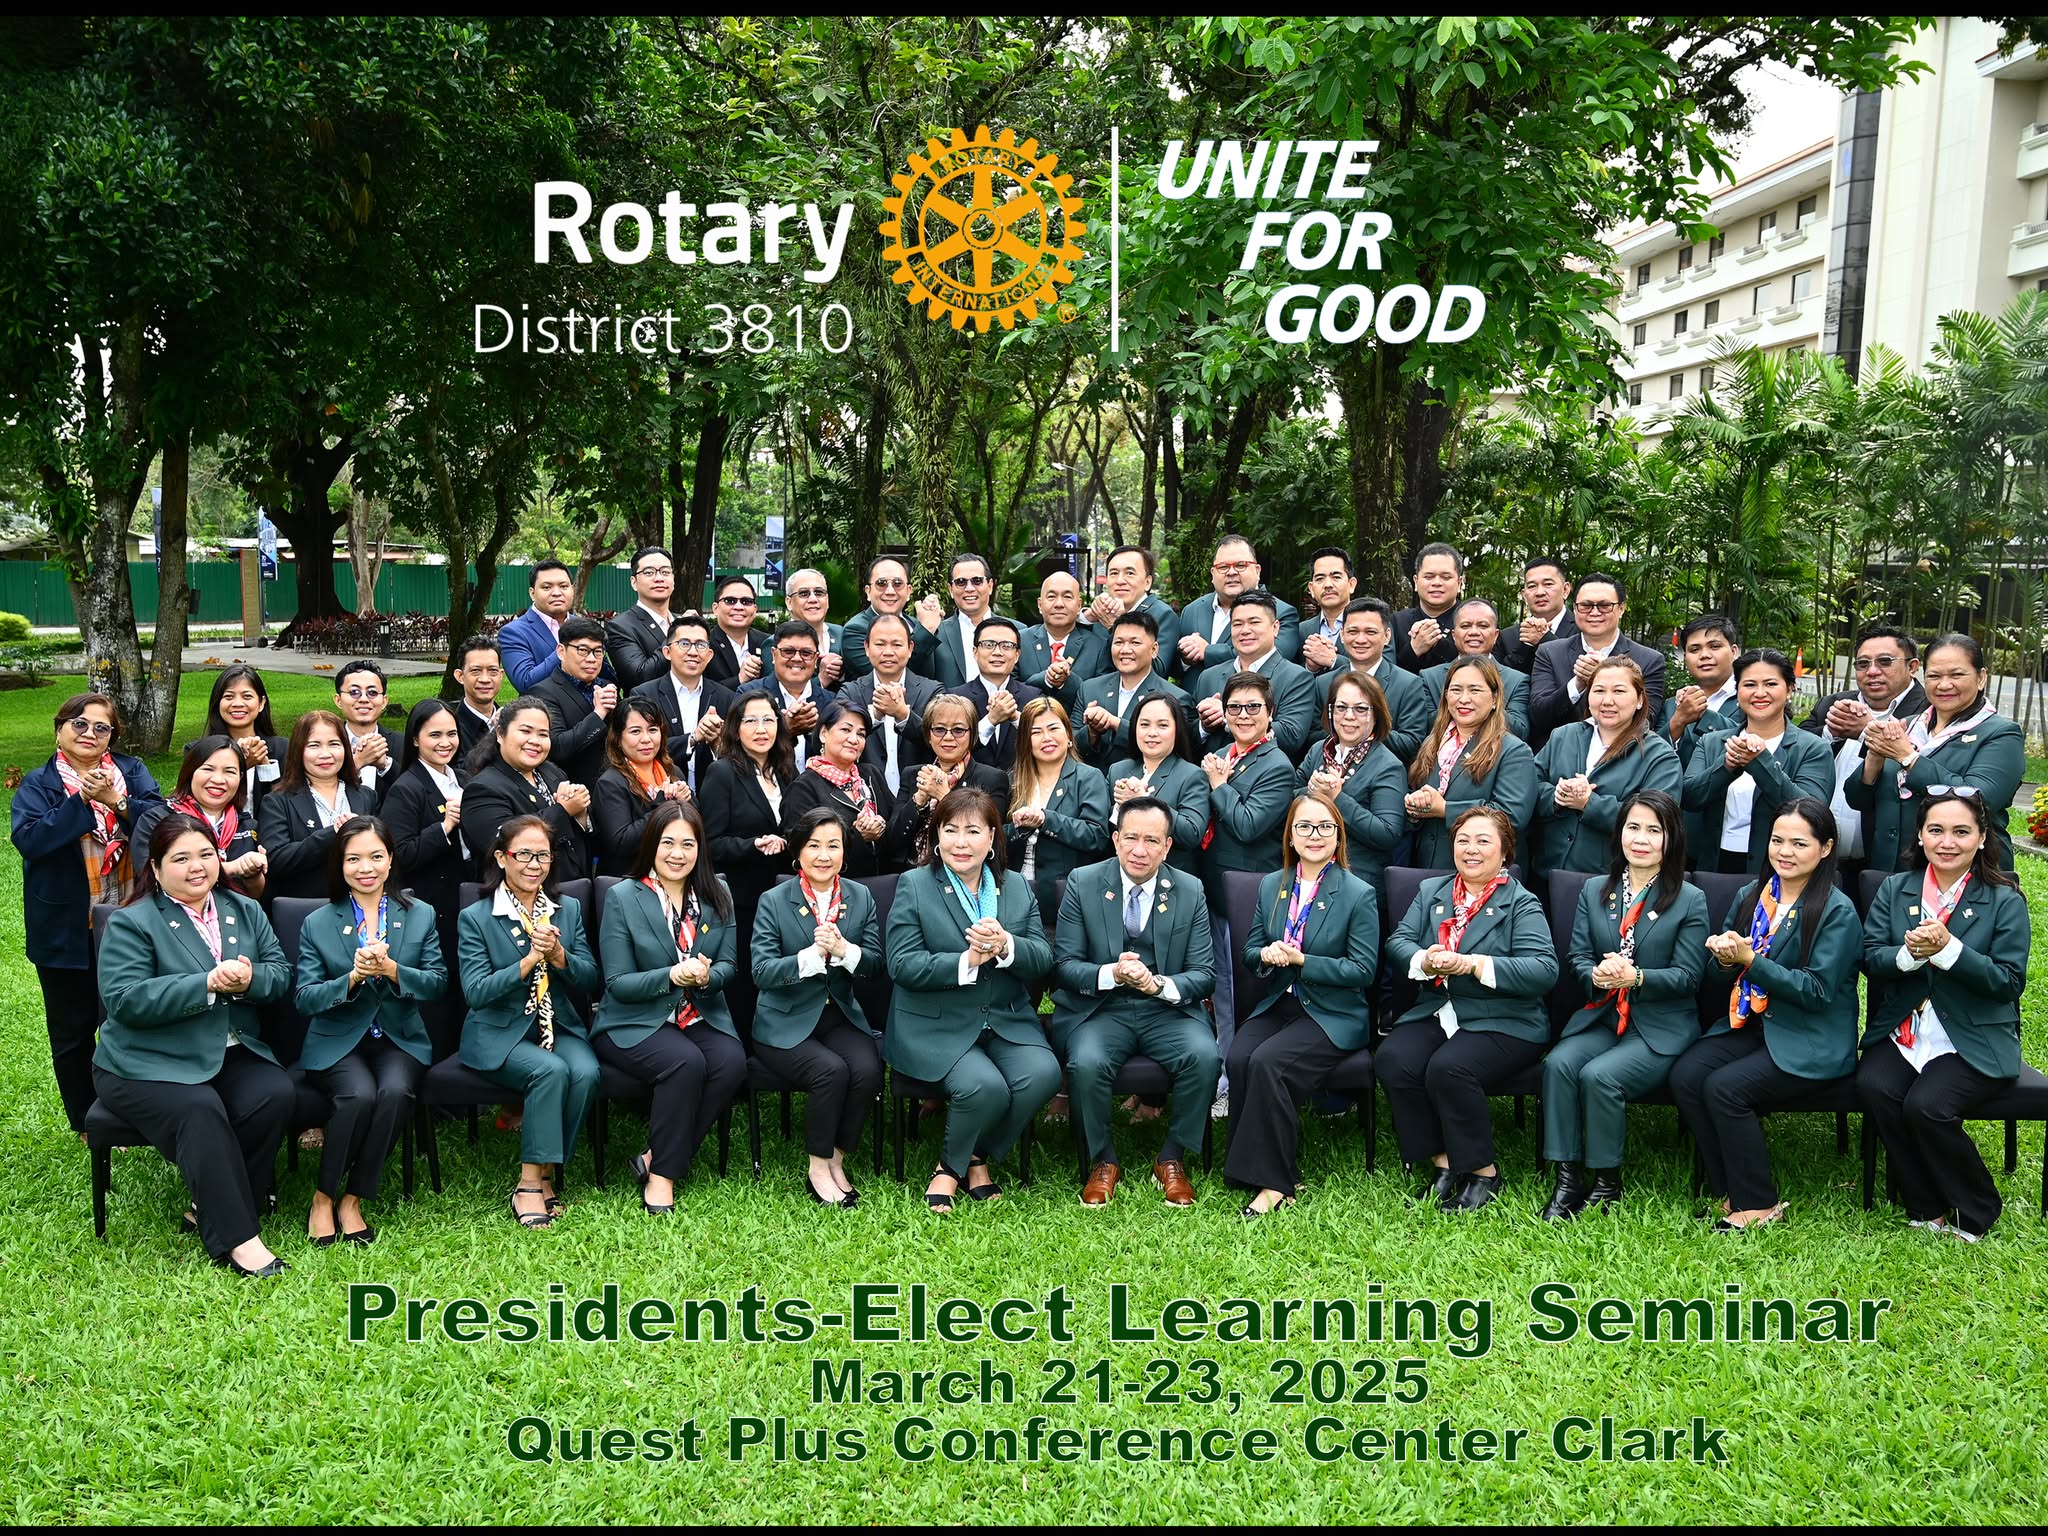 Rotary
District 3810
ROTARY
INTERNATIONAL
®
UNITE
FOR
GOOD
Presidents-Elect Learning Seminar
March 21-23, 2025
Quest Plus Conference Center Clark